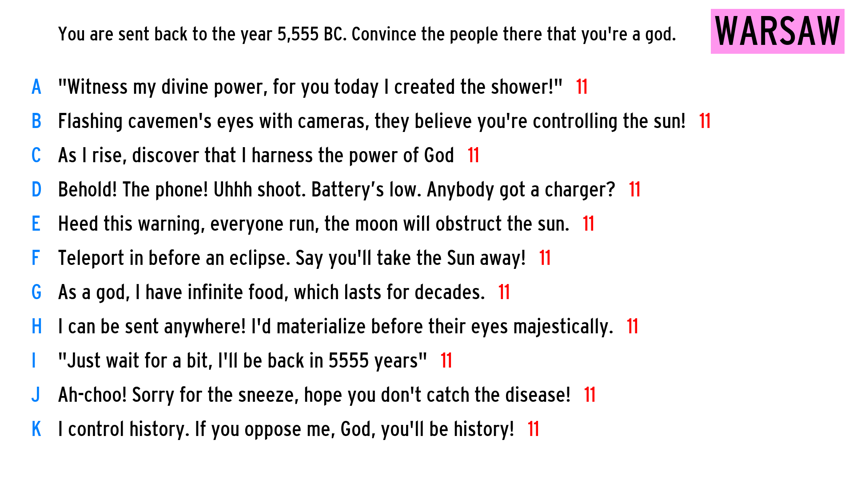 You are sent back to the year 5,555 BC. Convince the people there that you're a god.
WARSAW
A "Witness my divine power, for you today I created the shower!" 11
B Flashing cavemen's eyes with cameras, they believe you're controlling the sun! 11
C As I rise, discover that I harness the power of God 11
D Behold! The phone! Uhhh shoot. Battery's low. Anybody got a charger? 11
E Heed this warning, everyone run, the moon will obstruct the sun. 11
F Teleport in before an eclipse. Say you'll take the Sun away! 11
G As a god, I have infinite food, which lasts for decades. 11
H I can be sent anywhere! I'd materialize before their eyes majestically. 11
I "Just wait for a bit, I'll be back in 5555 years" 11
J Ah-choo! Sorry for the sneeze, hope you don't catch the disease! 11
K I control history. If you oppose me, God, you'll be history! 11